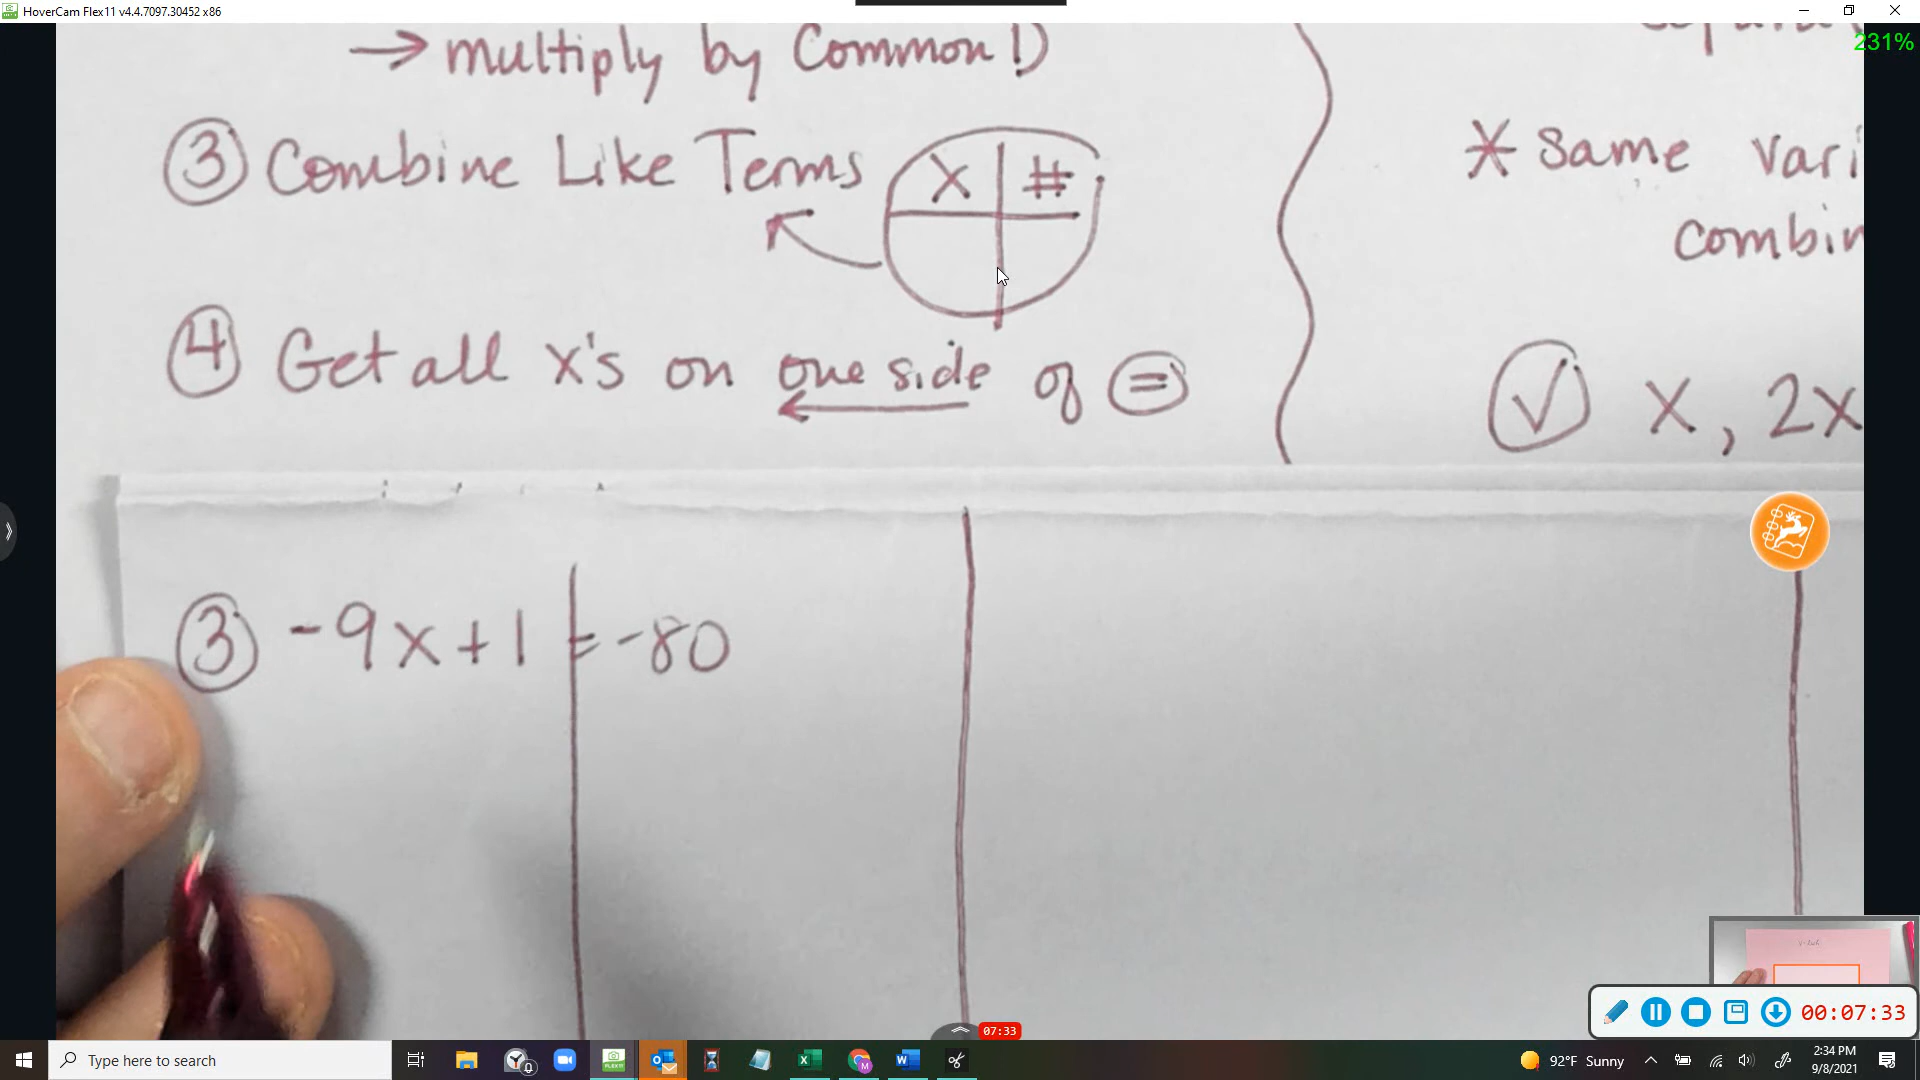 HoverCam Flex11 v4.4.7097.30452 x86
231%
→ multiply by Common D
③ Combine Like Terms
X #
④ Get all X's on one side of =
* Same Vari
combin
✓ X, 2x
③ -9x+1 = -80
07:33
00:07:33
Type here to search
92°F Sunny
2:34 PM
9/8/2021